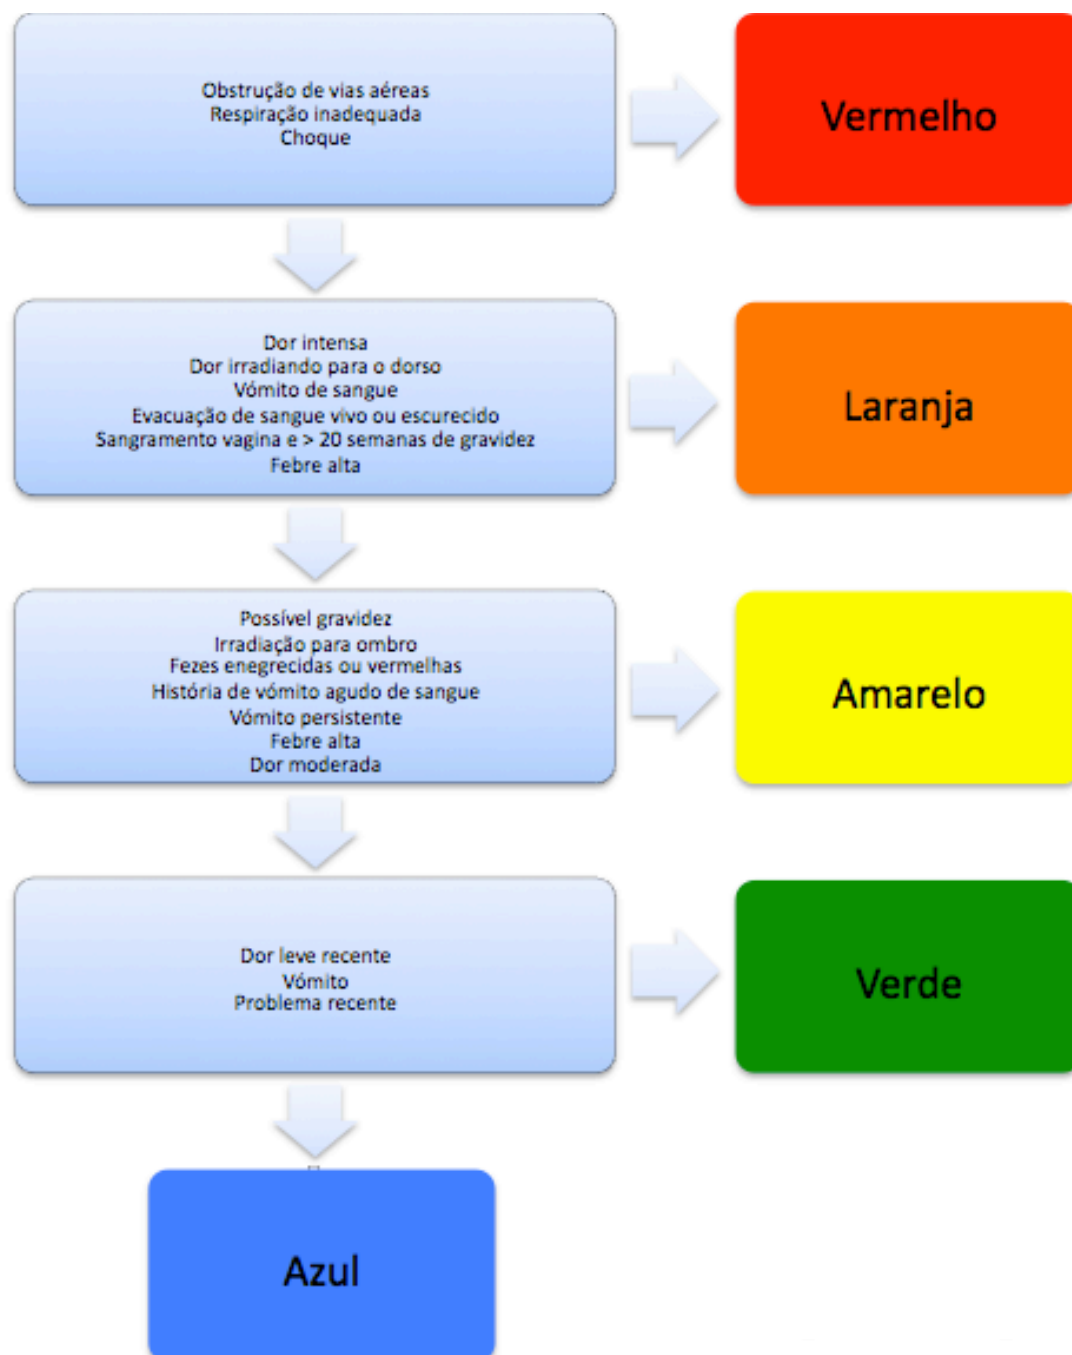 Obstrução de vias aéreas
Respiração inadequada
Choque
Vermelho
Dor intensa
Dor irradiando para o dorso
Vómito de sangue
Evacuação de sangue vivo ou escurecido
Sangramento vagina e > 20 semanas de gravidez
Febre alta
Laranja
Possível gravidez
Irradiação para ombro
Fezes enegrecidas ou vermelhas
História de vómito agudo de sangue
Vómito persistente
Febre alta
Dor moderada
Amarelo
Dor leve recente
Vómito
Problema recente
Verde
Azul